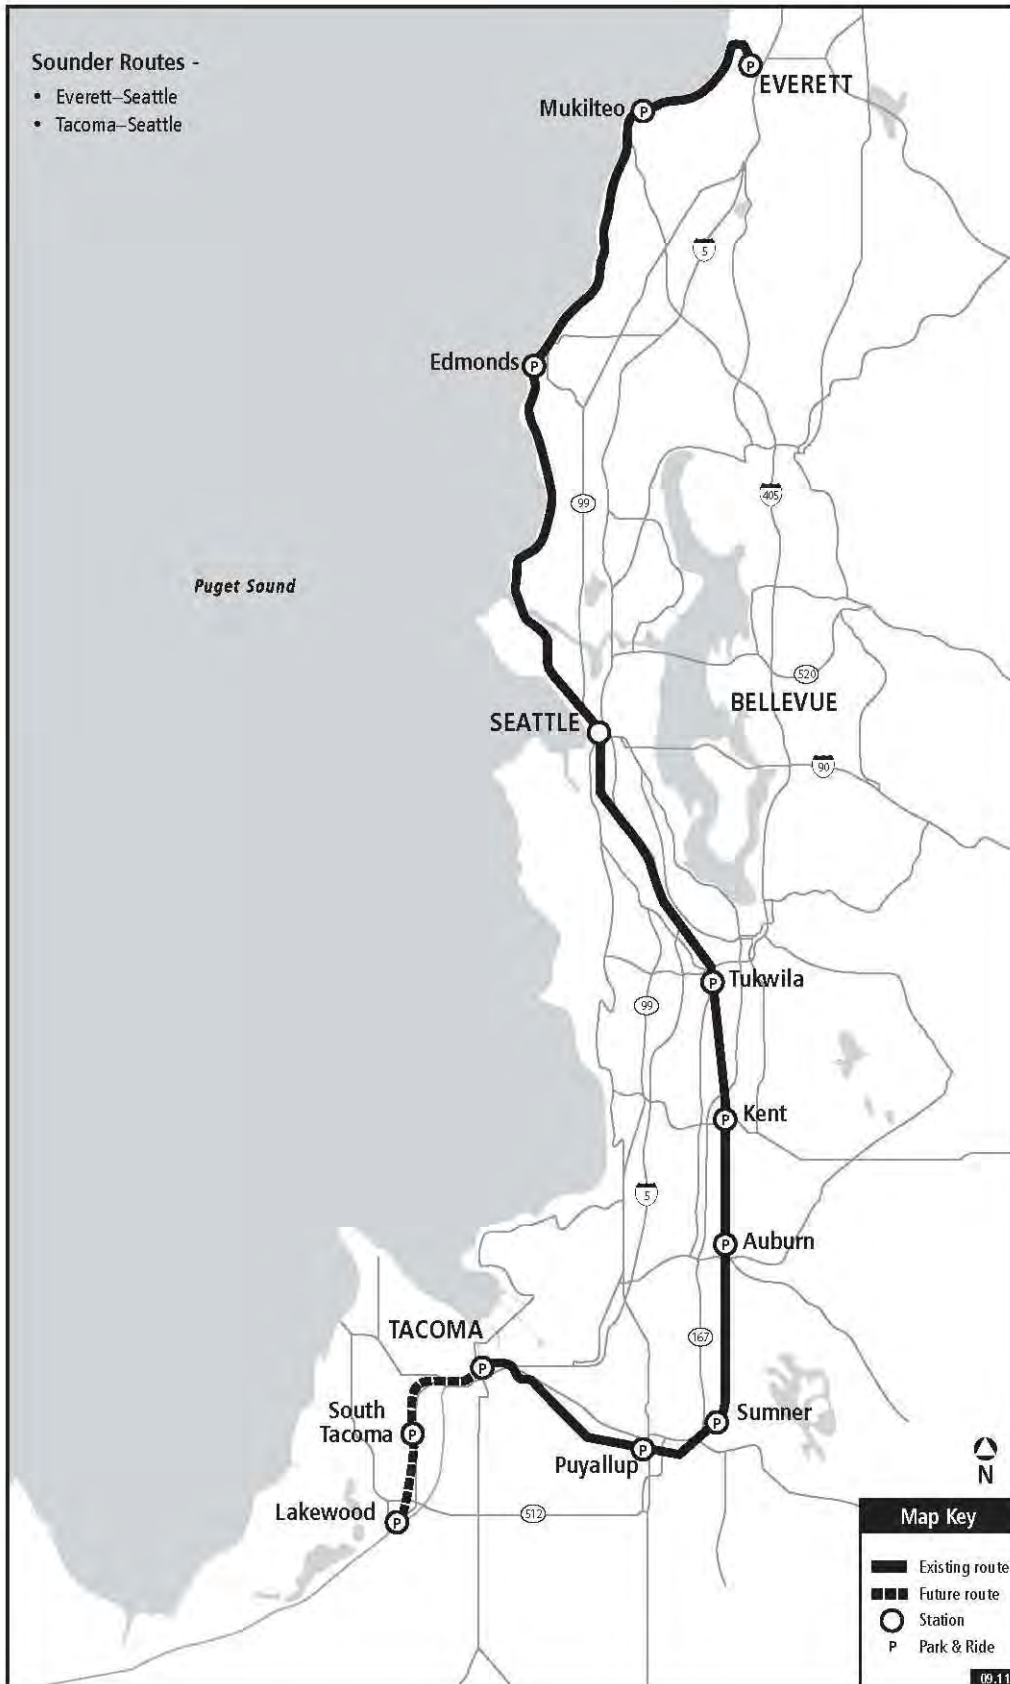 Sounder Routes -
• Everett–Seattle
• Tacoma–Seattle
EVERETT
P
Mukilteo
P
5
Edmonds
P
405
99
Puget Sound
520
BELLEVUE
SEATTLE
90
Tukwila
P
99
Kent
P
5
Auburn
P
TACOMA
P
167
Sumner
P
South
Tacoma
P
Puyallup
P
N
Lakewood
P
512
Map Key
Existing route
Future route
Station
P Park & Ride
09.11